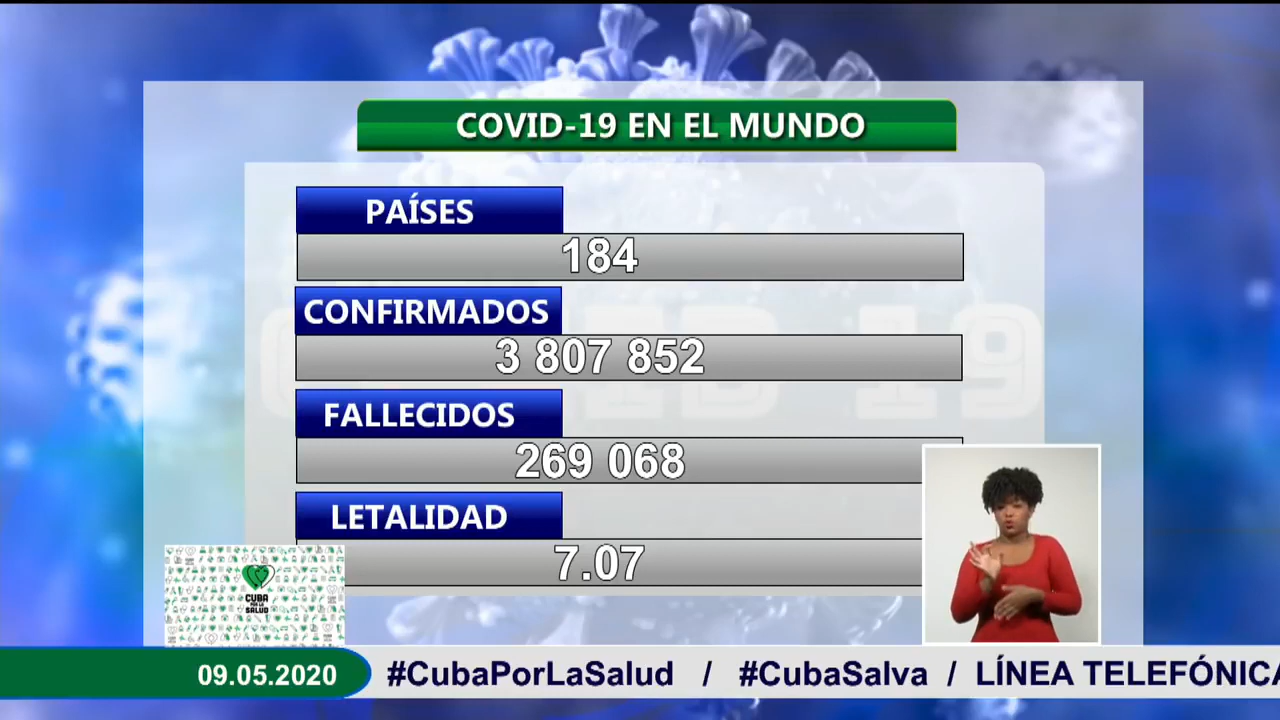 COVID-19 EN EL MUNDO
PAÍSES
184
CONFIRMADOS
3 807 852
FALLECIDOS
269 068
LETALIDAD
7.07
CUBA
POR LA
SALUD
09.05.2020
#CubaPorLaSalud / #CubaSalva / LÍNEA TELEFÓNICA